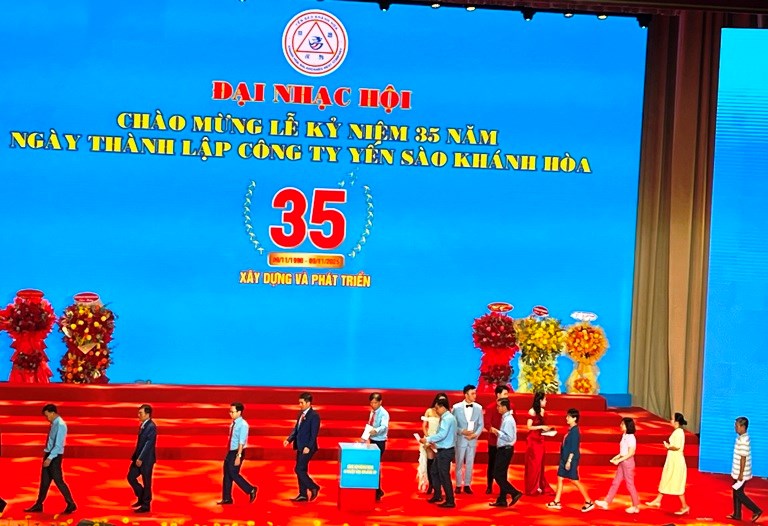 ĐẠI NHẠC HỘI
CHÀO MỪNG LỄ KỶ NIỆM 35 NĂM
NGÀY THÀNH LẬP CÔNG TY YẾN SÀO KHÁNH HÒA
35
XÂY DỰNG VÀ PHÁT TRIỂN